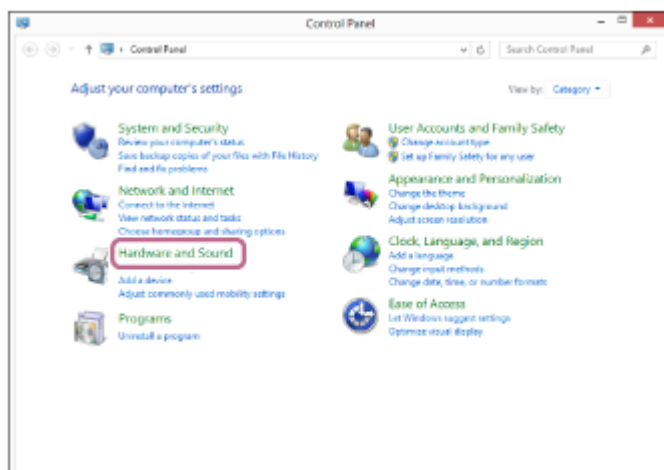 Control Panel
Control Panel
Search Control Panel
Adjust your computer's settings
View by: Category
System and Security
Review your computer's status
Save backup copies of your files with File History
Find and fix problems
Network and Internet
Connect to the Internet
View network status and tasks
Choose homegroup and sharing options
Hardware and Sound
Add a device
Adjust commonly used mobility settings
Programs
Uninstall a program
User Accounts and Family Safety
Change account type
Set up Family Safety for any user
Appearance and Personalization
Change the theme
Change desktop background
Adjust screen resolution
Clock, Language, and Region
Add a language
Change input methods
Change date, time, or number formats
Ease of Access
Let Windows suggest settings
Optimize visual display